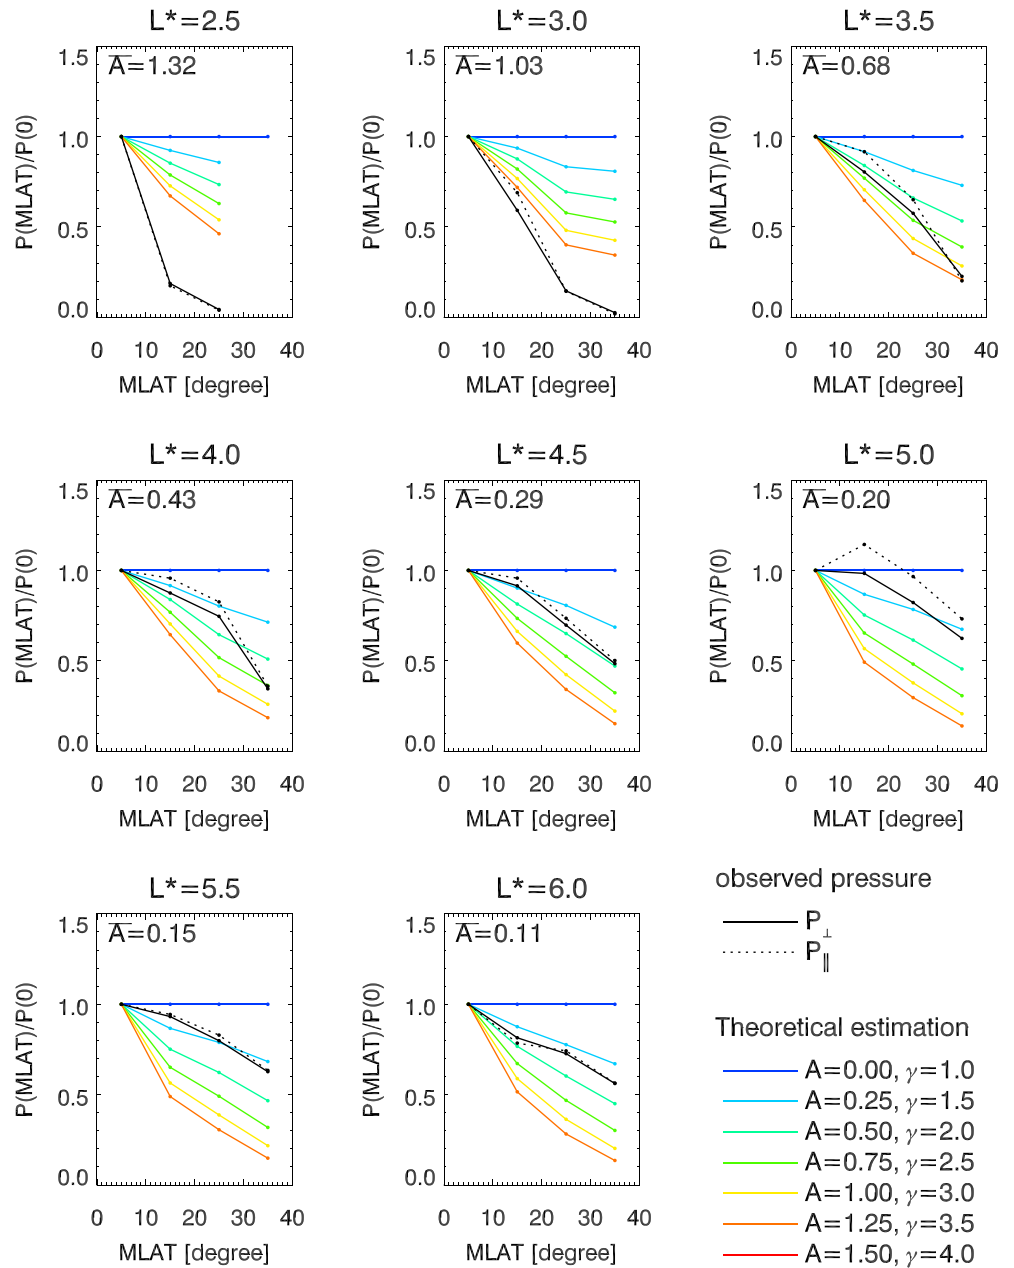 L*=2.5
L*=3.0
L*=3.5
A̅=1.32
A̅=1.03
A̅=0.68
P(MLAT)/P(0)
1.5
1.0
0.5
0.0
P(MLAT)/P(0)
1.5
1.0
0.5
0.0
P(MLAT)/P(0)
1.5
1.0
0.5
0.0
0 10 20 30 40
0 10 20 30 40
0 10 20 30 40
MLAT [degree]
MLAT [degree]
MLAT [degree]
L*=4.0
L*=4.5
L*=5.0
A̅=0.43
A̅=0.29
A̅=0.20
P(MLAT)/P(0)
1.5
1.0
0.5
0.0
P(MLAT)/P(0)
1.5
1.0
0.5
0.0
P(MLAT)/P(0)
1.5
1.0
0.5
0.0
0 10 20 30 40
0 10 20 30 40
0 10 20 30 40
MLAT [degree]
MLAT [degree]
MLAT [degree]
L*=5.5
L*=6.0
A̅=0.15
A̅=0.11
P(MLAT)/P(0)
1.5
1.0
0.5
0.0
P(MLAT)/P(0)
1.5
1.0
0.5
0.0
0 10 20 30 40
0 10 20 30 40
MLAT [degree]
MLAT [degree]
observed pressure
P⊥
P∥
Theoretical estimation
A=0.00, γ=1.0
A=0.25, γ=1.5
A=0.50, γ=2.0
A=0.75, γ=2.5
A=1.00, γ=3.0
A=1.25, γ=3.5
A=1.50, γ=4.0